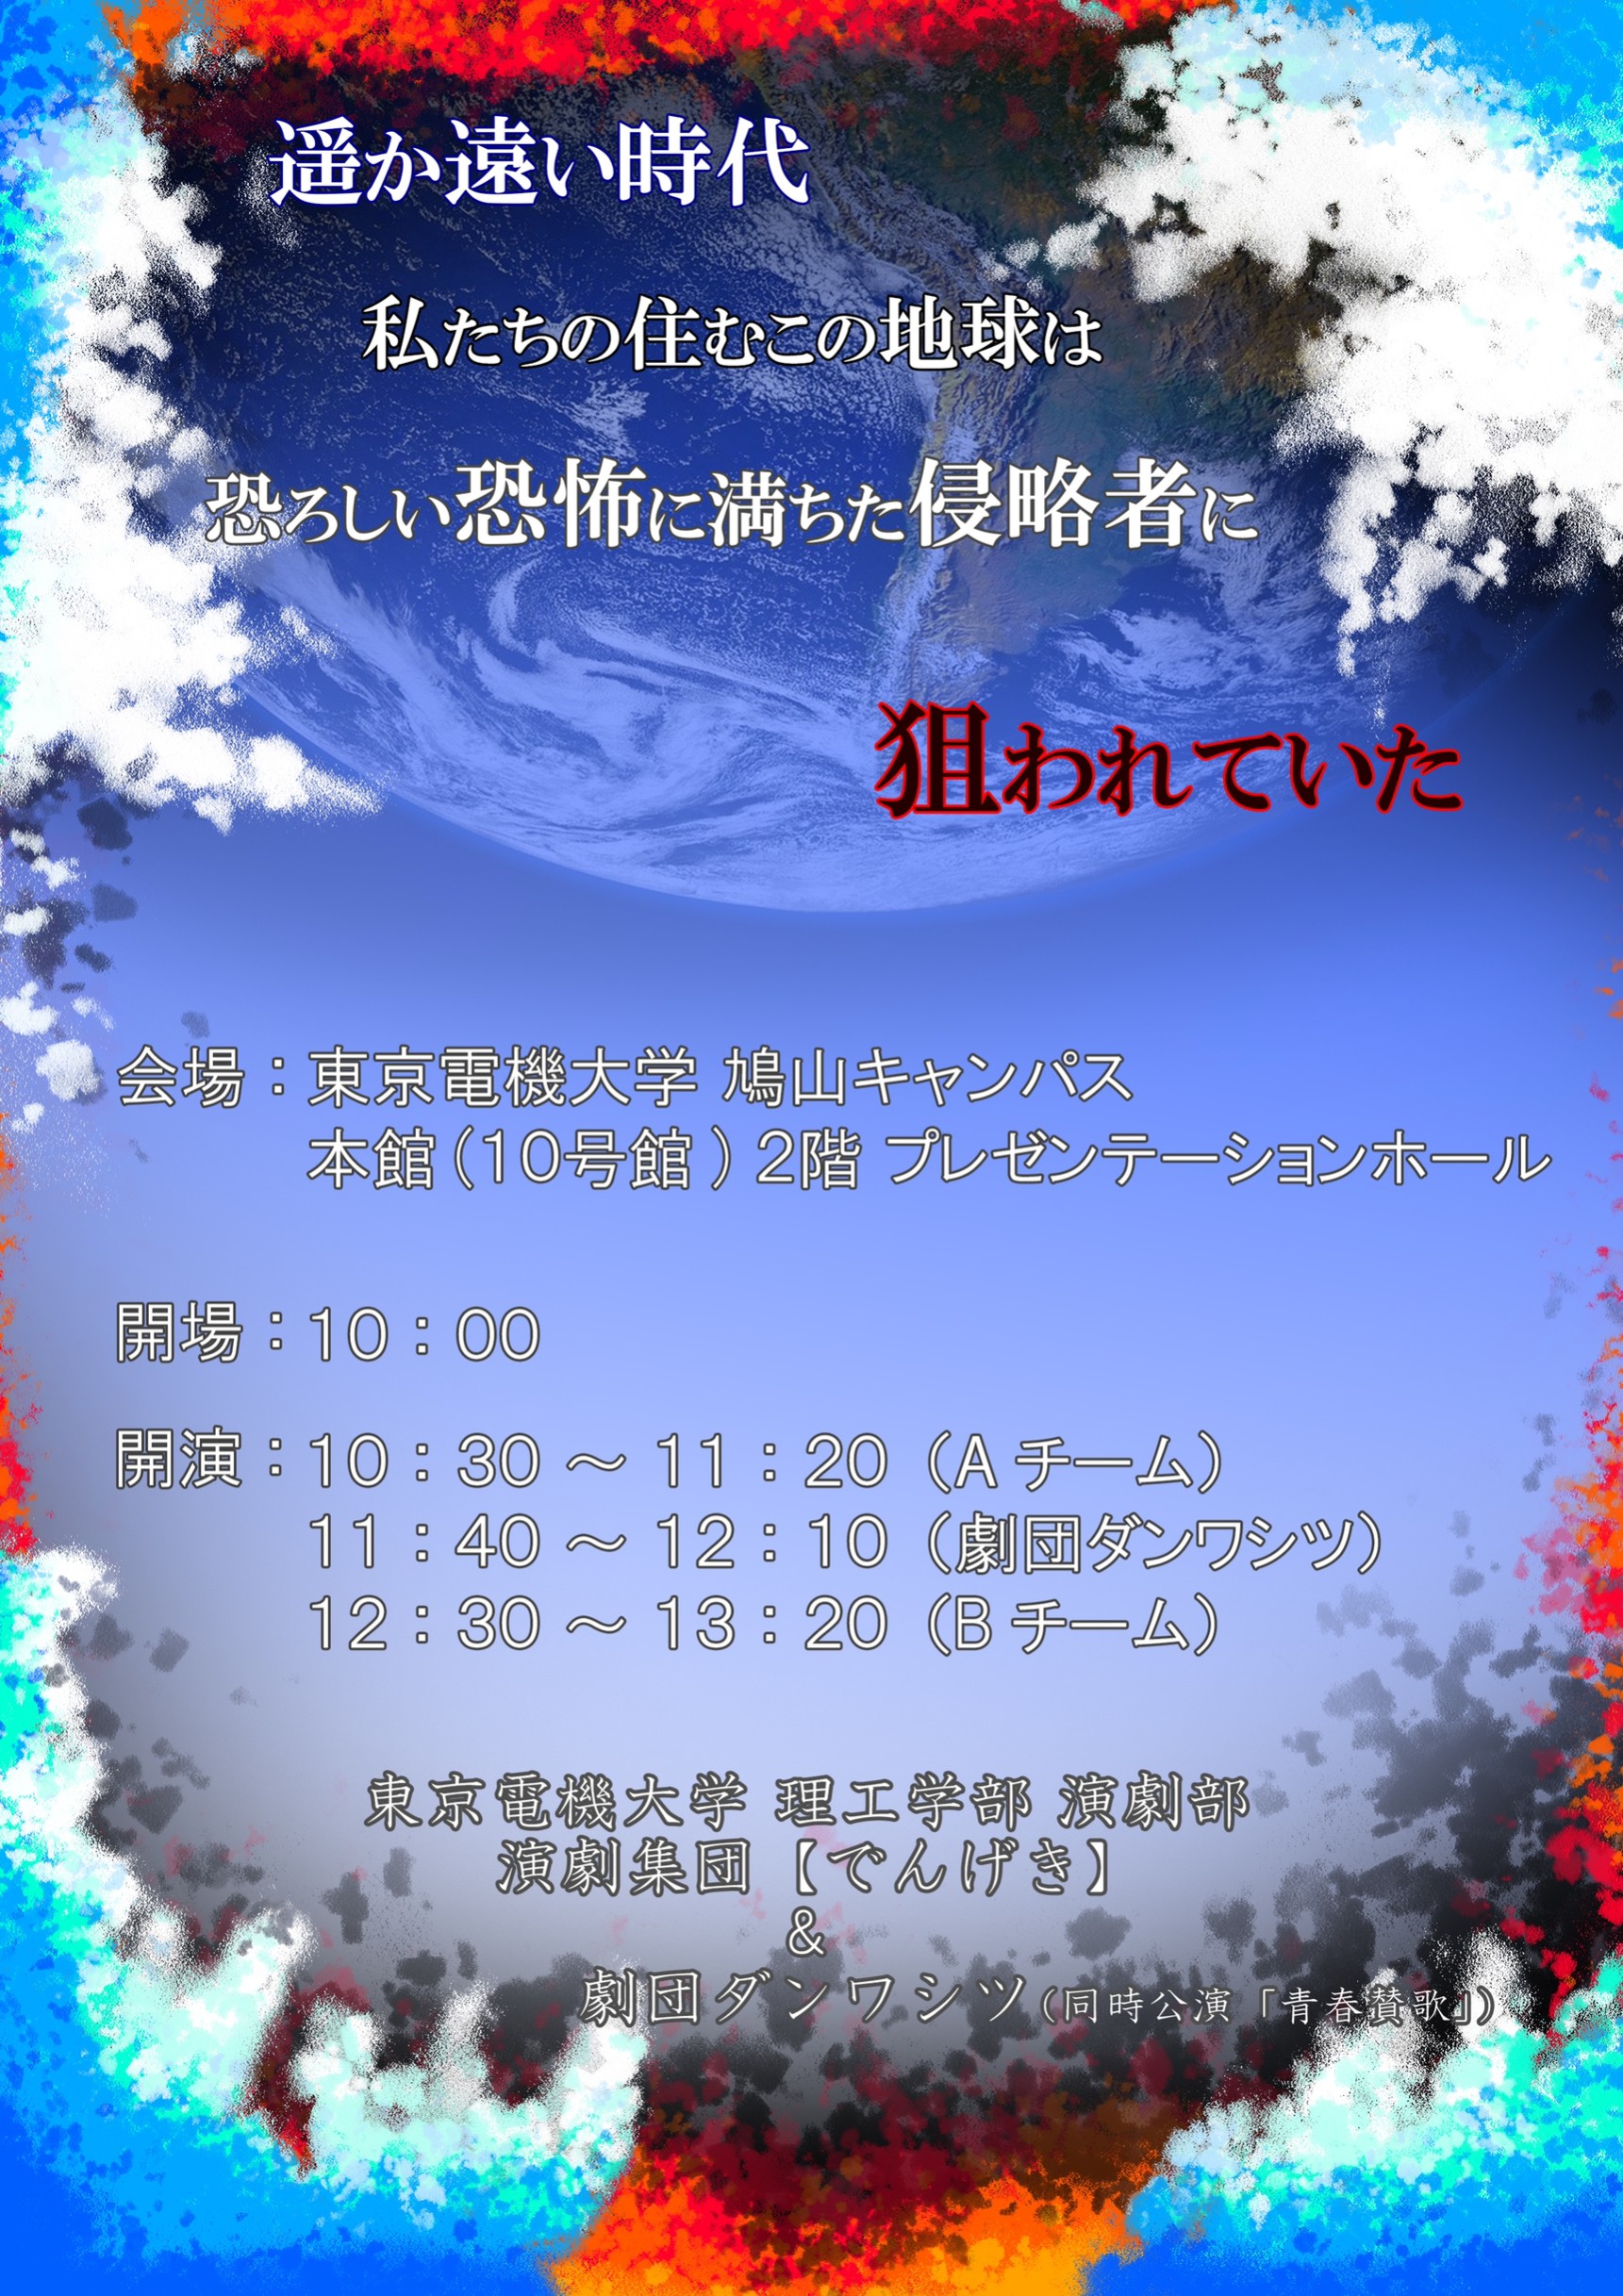 遥か遠い時代
私たちの住むこの地球は
恐ろしい恐怖に満ちた侵略者に
狙われていた
会場：東京電機大学 鳩山キャンパス
本館(10号館)2階 プレゼンテーションホール
開場：10：00
開演：10：30 ～ 11：20（Aチーム）
11：40 ～ 12：10（劇団ダンワシツ）
12：30 ～ 13：20（Bチーム）
東京電機大学 理工学部 演劇部
演劇集団【でんげき】
&
劇団ダンワシツ(同時公演「青春賛歌」)